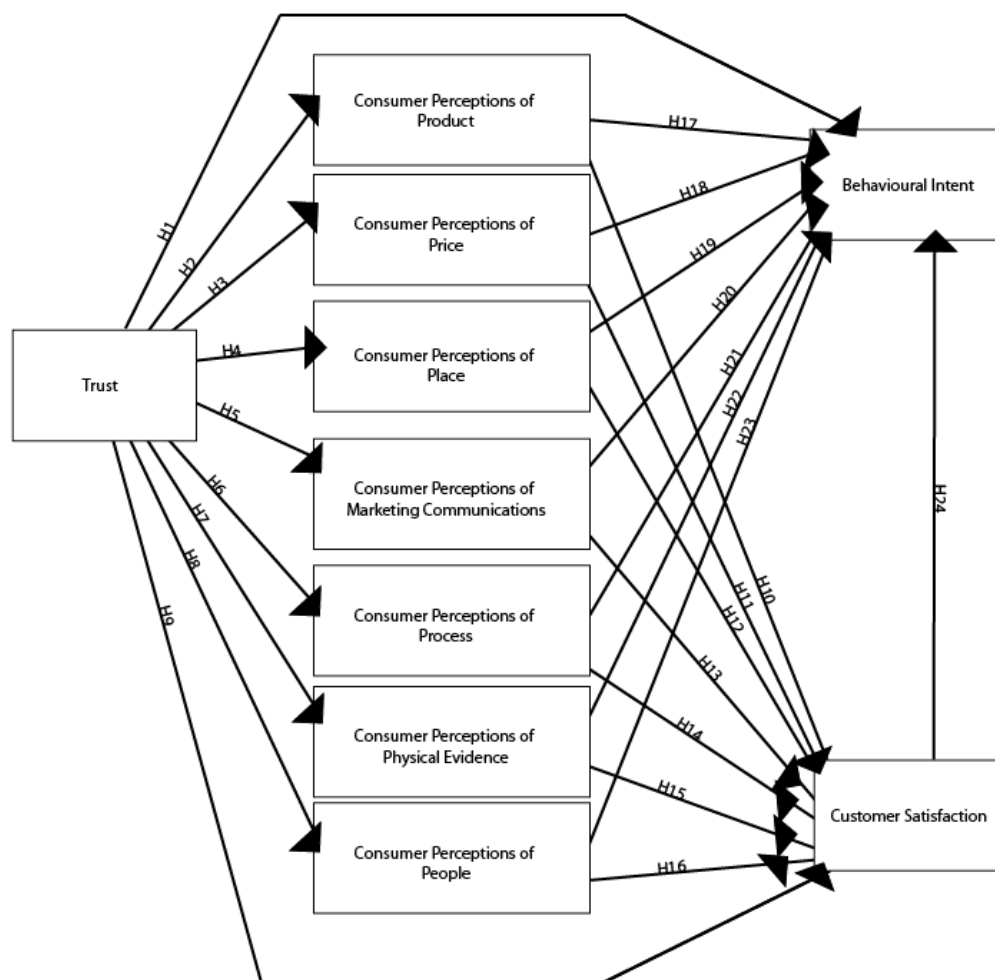 Consumer Perceptions of
Product
H17
Behavioural Intent
H18
Consumer Perceptions of
Price
H1
H2
H3
H19
H20
Trust
H4
Consumer Perceptions of
Place
H21
H22
H23
H5
Consumer Perceptions of
Marketing Communications
H6
H7
H8
H9
H24
Consumer Perceptions of
Process
H10
H11
H12
H13
Consumer Perceptions of
Physical Evidence
H14
H15
Customer Satisfaction
Consumer Perceptions of
People
H16